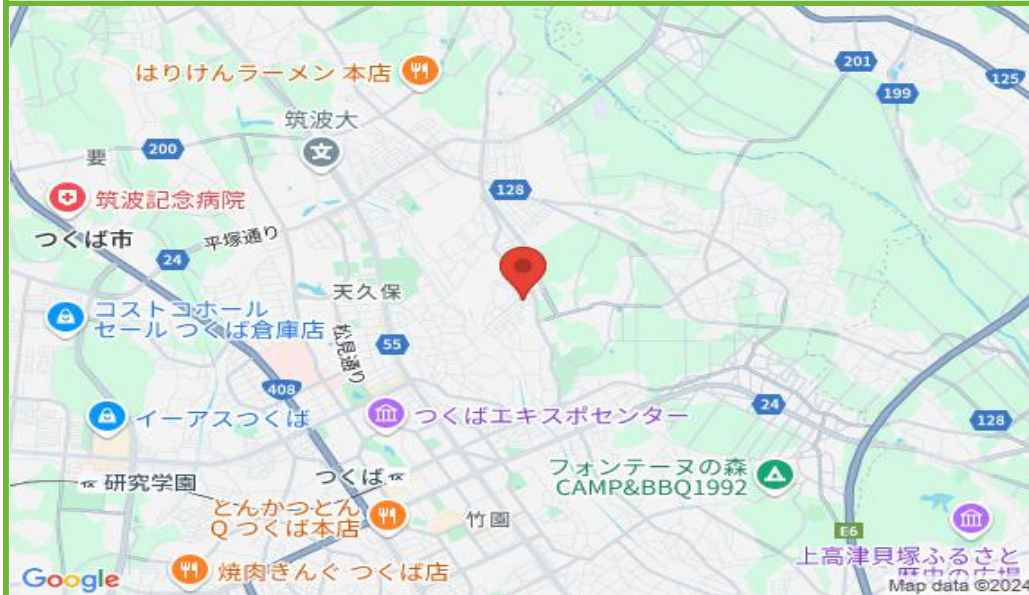 はりけんラーメン 本店
201
125
199
筑波大
文
要
200
128
筑波記念病院
つくば市
平塚通り
24
天久保
コストコホール
セール つくば倉庫店
松見通り
55
408
イーアスつくば
つくばエキスポセンター
24
128
フォンテーヌの森
CAMP&BBQ1992
つくば TX
TX 研究学園
とんかつとん
Q つくば本店
竹園
E6
上高津貝塚ふるさと
歴史の広場
焼肉きんぐ つくば店
Google
Map data ©2024